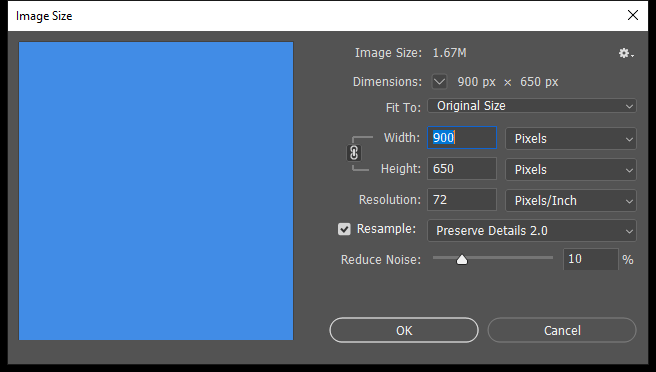 Image Size
Image Size: 1.67M
Dimensions: 900 px × 650 px
Fit To: Original Size
Width: 900 Pixels
Height: 650 Pixels
Resolution: 72 Pixels/Inch
Resample: Preserve Details 2.0
Reduce Noise: 10 %
OK Cancel